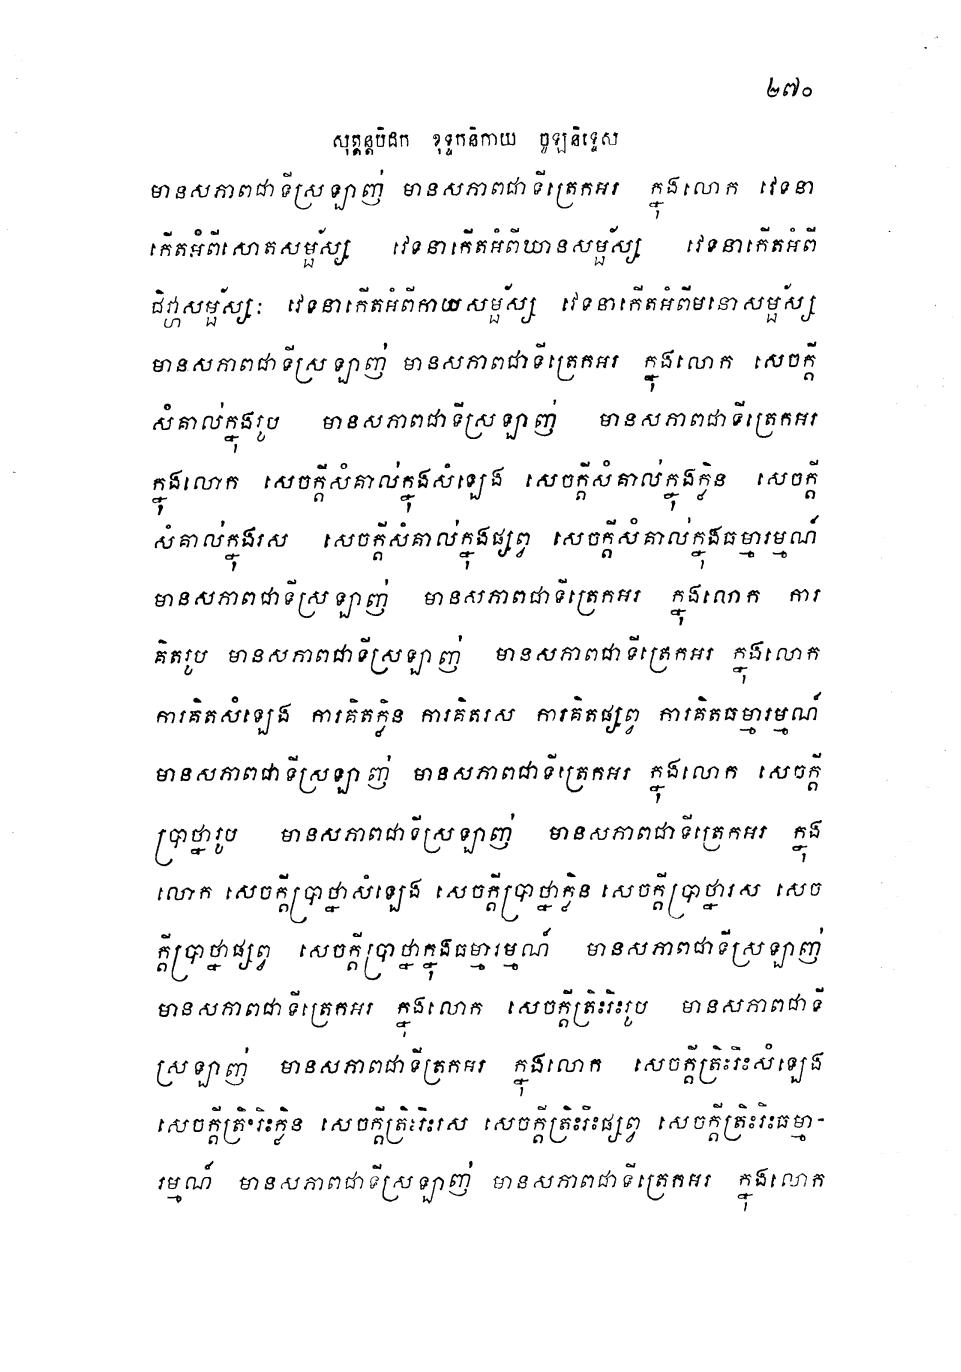 ២៧០
សុត្តន្តបិដក ខុទ្ទកនិកាយ ចូឡនិទ្ទេស
មានសភាពជាទីស្រឡាញ់ មានសភាពជាទីត្រេកអរ ក្នុងលោក វេទនា
កើតអំពីសោតសម្ផ័ស្ស វេទនាកើតអំពីឃានសម្ផ័ស្ស វេទនាកើតអំពី
ជិវ្ហាសម្ផ័ស្ស: វេទនាកើតអំពីកាយសម្ផ័ស្ស វេទនាកើតអំពីមនោសម្ផ័ស្ស
មានសភាពជាទីស្រឡាញ់ មានសភាពជាទីត្រេកអរ ក្នុងលោក សេចក្តី
សំគាល់ក្នុងរូប មានសភាពជាទីស្រឡាញ់ មានសភាពជាទីត្រេកអរ
ក្នុងលោក សេចក្តីសំគាល់ក្នុងសំឡេង សេចក្តីសំគាល់ក្នុងក្លិន សេចក្តី
សំគាល់ក្នុងរស សេចក្តីសំគាល់ក្នុងផ្សព្វ សេចក្តីសំគាល់ក្នុងធម្មារម្មណ៍
មានសភាពជាទីស្រឡាញ់ មានសភាពជាទីត្រេកអរ ក្នុងលោក ការ
គិតរូប មានសភាពជាទីស្រឡាញ់ មានសភាពជាទីត្រេកអរ ក្នុងលោក
ការគិតសំឡេង ការគិតក្លិន ការគិតរស ការគិតផ្សព្វ ការគិតធម្មារម្មណ៍
មានសភាពជាទីស្រឡាញ់ មានសភាពជាទីត្រេកអរ ក្នុងលោក សេចក្តី
ប្រាថ្នារូប មានសភាពជាទីស្រឡាញ់ មានសភាពជាទីត្រេកអរ ក្នុង
លោក សេចក្តីប្រាថ្នាសំឡេង សេចក្តីប្រាថ្នាក្លិន សេចក្តីប្រាថ្នារស សេច
ក្តីប្រាថ្នាផ្សព្វ សេចក្តីប្រាថ្នាក្នុងធម្មារម្មណ៍ មានសភាពជាទីស្រឡាញ់
មានសភាពជាទីត្រេកអរ ក្នុងលោក សេចក្តីត្រិះរិះរូប មានសភាពជាទី
ស្រឡាញ់ មានសភាពជាទីត្រេកអរ ក្នុងលោក សេចក្តីត្រិះរិះសំឡេង
សេចក្តីត្រិះរិះក្លិន សេចក្តីត្រិះរិះរស សេចក្តីត្រិះរិះផ្សព្វ សេចក្តីត្រិះរិះធម្មា-
រម្មណ៍ មានសភាពជាទីស្រឡាញ់ មានសភាពជាទីត្រេកអរ ក្នុងលោក